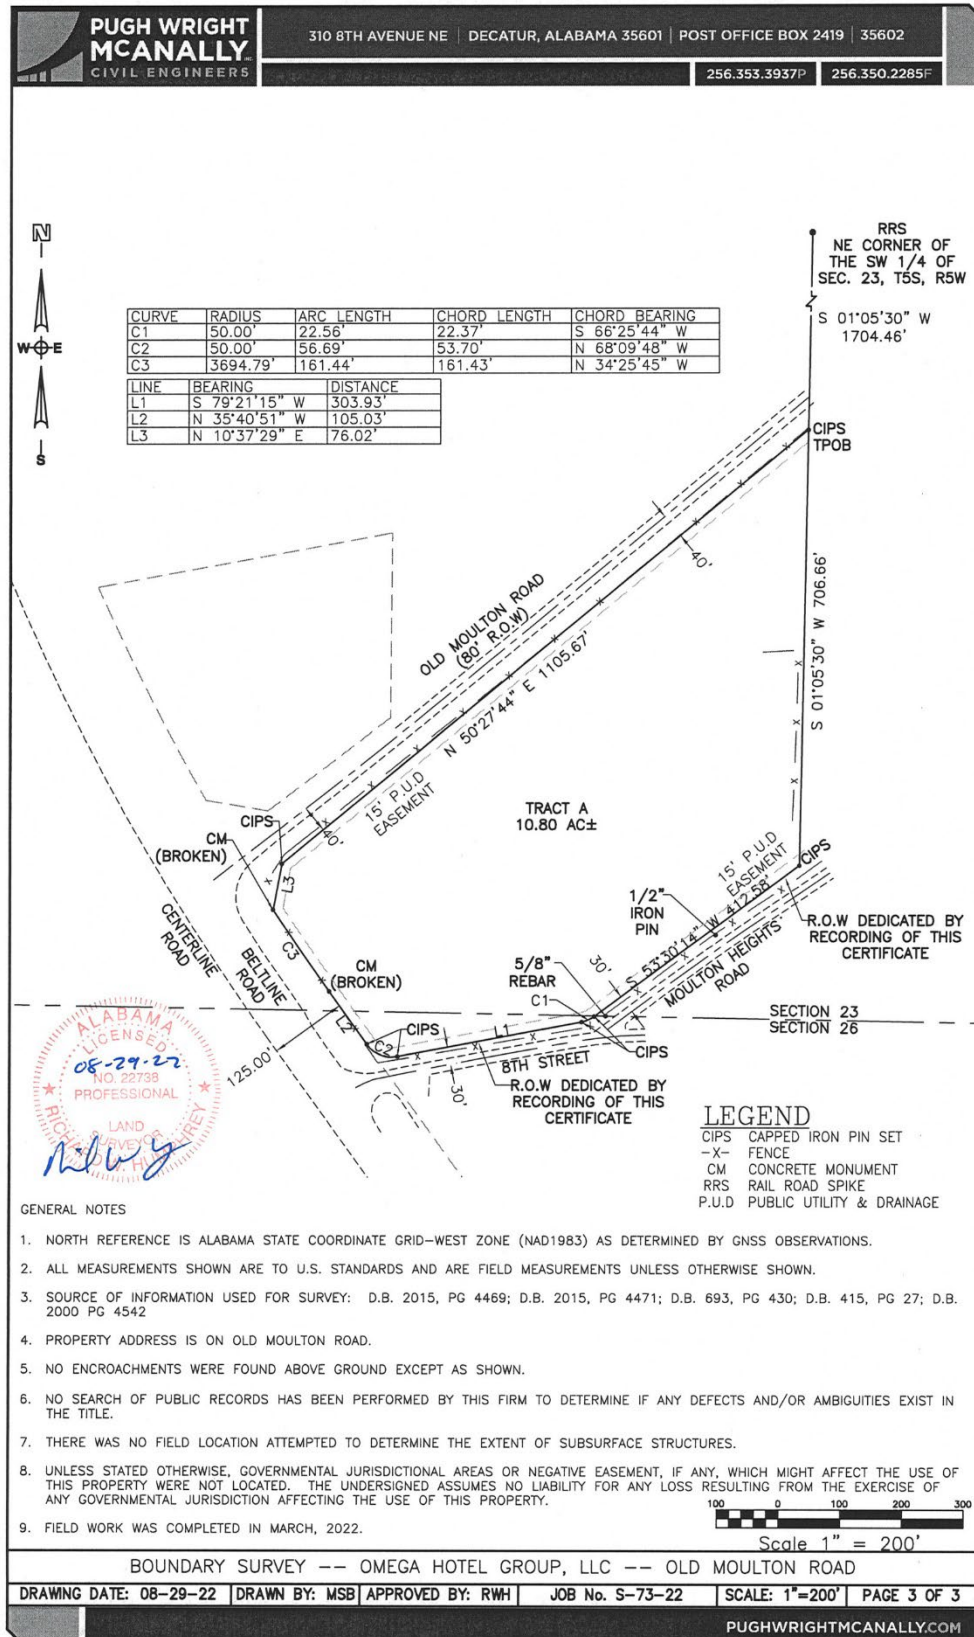 PUGH WRIGHT
MCANALLY
CIVIL ENGINEERS
310 8TH AVENUE NE | DECATUR, ALABAMA 35601 | POST OFFICE BOX 2419 | 35602
256.353.3937P 256.350.2285F
N
W E
S
RRS
NE CORNER OF
THE SW 1/4 OF
SEC. 23, T5S, R5W
S 01°05'30" W
1704.46'
CURVE RADIUS ARC LENGTH CHORD LENGTH CHORD BEARING
C1 50.00' 22.56' 22.37' S 66°25'44" W
C2 50.00' 56.69' 53.70' N 68°09'48" W
C3 3694.79' 161.44' 161.43' N 34°25'45" W
LINE BEARING DISTANCE
L1 S 79°21'15" W 303.93'
L2 N 35°40'51" W 105.03'
L3 N 10°37'29" E 76.02'
CIPS
TPOB
40'
OLD MOULTON ROAD
(80' R.O.W)
N 50°27'44" E 1105.67'
S 01°05'30" W 706.66'
15' P.U.D
EASEMENT
TRACT A
10.80 AC±
CIPS
40'
CM
(BROKEN)
L3
15' P.U.D
EASEMENT
CIPS
1/2"
IRON
PIN
S 53°30'14" W 412.58'
R.O.W DEDICATED BY
RECORDING OF THIS
CERTIFICATE
CENTERLINE
ROAD
C3
BELTLINE
ROAD
CM
(BROKEN)
5/8"
REBAR
30'
MOULTON HEIGHTS
ROAD
C1
SECTION 23
SECTION 26
L2
CIPS
C2
L1
8TH STREET
CIPS
125.00'
30'
R.O.W DEDICATED BY
RECORDING OF THIS
CERTIFICATE
ALABAMA
LICENSED
08-29-22
NO. 22738
PROFESSIONAL
LAND
SURVEYOR
RICHARD W. HUMPHREY
LEGEND
CIPS CAPPED IRON PIN SET
-X- FENCE
CM CONCRETE MONUMENT
RRS RAIL ROAD SPIKE
P.U.D PUBLIC UTILITY & DRAINAGE
GENERAL NOTES
1. NORTH REFERENCE IS ALABAMA STATE COORDINATE GRID-WEST ZONE (NAD1983) AS DETERMINED BY GNSS OBSERVATIONS.
2. ALL MEASUREMENTS SHOWN ARE TO U.S. STANDARDS AND ARE FIELD MEASUREMENTS UNLESS OTHERWISE SHOWN.
3. SOURCE OF INFORMATION USED FOR SURVEY: D.B. 2015, PG 4469; D.B. 2015, PG 4471; D.B. 693, PG 430; D.B. 415, PG 27; D.B.
2000 PG 4542
4. PROPERTY ADDRESS IS ON OLD MOULTON ROAD.
5. NO ENCROACHMENTS WERE FOUND ABOVE GROUND EXCEPT AS SHOWN.
6. NO SEARCH OF PUBLIC RECORDS HAS BEEN PERFORMED BY THIS FIRM TO DETERMINE IF ANY DEFECTS AND/OR AMBIGUITIES EXIST IN
THE TITLE.
7. THERE WAS NO FIELD LOCATION ATTEMPTED TO DETERMINE THE EXTENT OF SUBSURFACE STRUCTURES.
8. UNLESS STATED OTHERWISE, GOVERNMENTAL JURISDICTIONAL AREAS OR NEGATIVE EASEMENT, IF ANY, WHICH MIGHT AFFECT THE USE OF
THIS PROPERTY WERE NOT LOCATED. THE UNDERSIGNED ASSUMES NO LIABILITY FOR ANY LOSS RESULTING FROM THE EXERCISE OF
ANY GOVERNMENTAL JURISDICTION AFFECTING THE USE OF THIS PROPERTY.
9. FIELD WORK WAS COMPLETED IN MARCH, 2022.
100 0 100 200 300
Scale 1" = 200'
BOUNDARY SURVEY -- OMEGA HOTEL GROUP, LLC -- OLD MOULTON ROAD
DRAWING DATE: 08-29-22 DRAWN BY: MSB APPROVED BY: RWH JOB No. S-73-22 SCALE: 1"=200' PAGE 3 OF 3
PUGHWRIGHTMCANALLY.COM